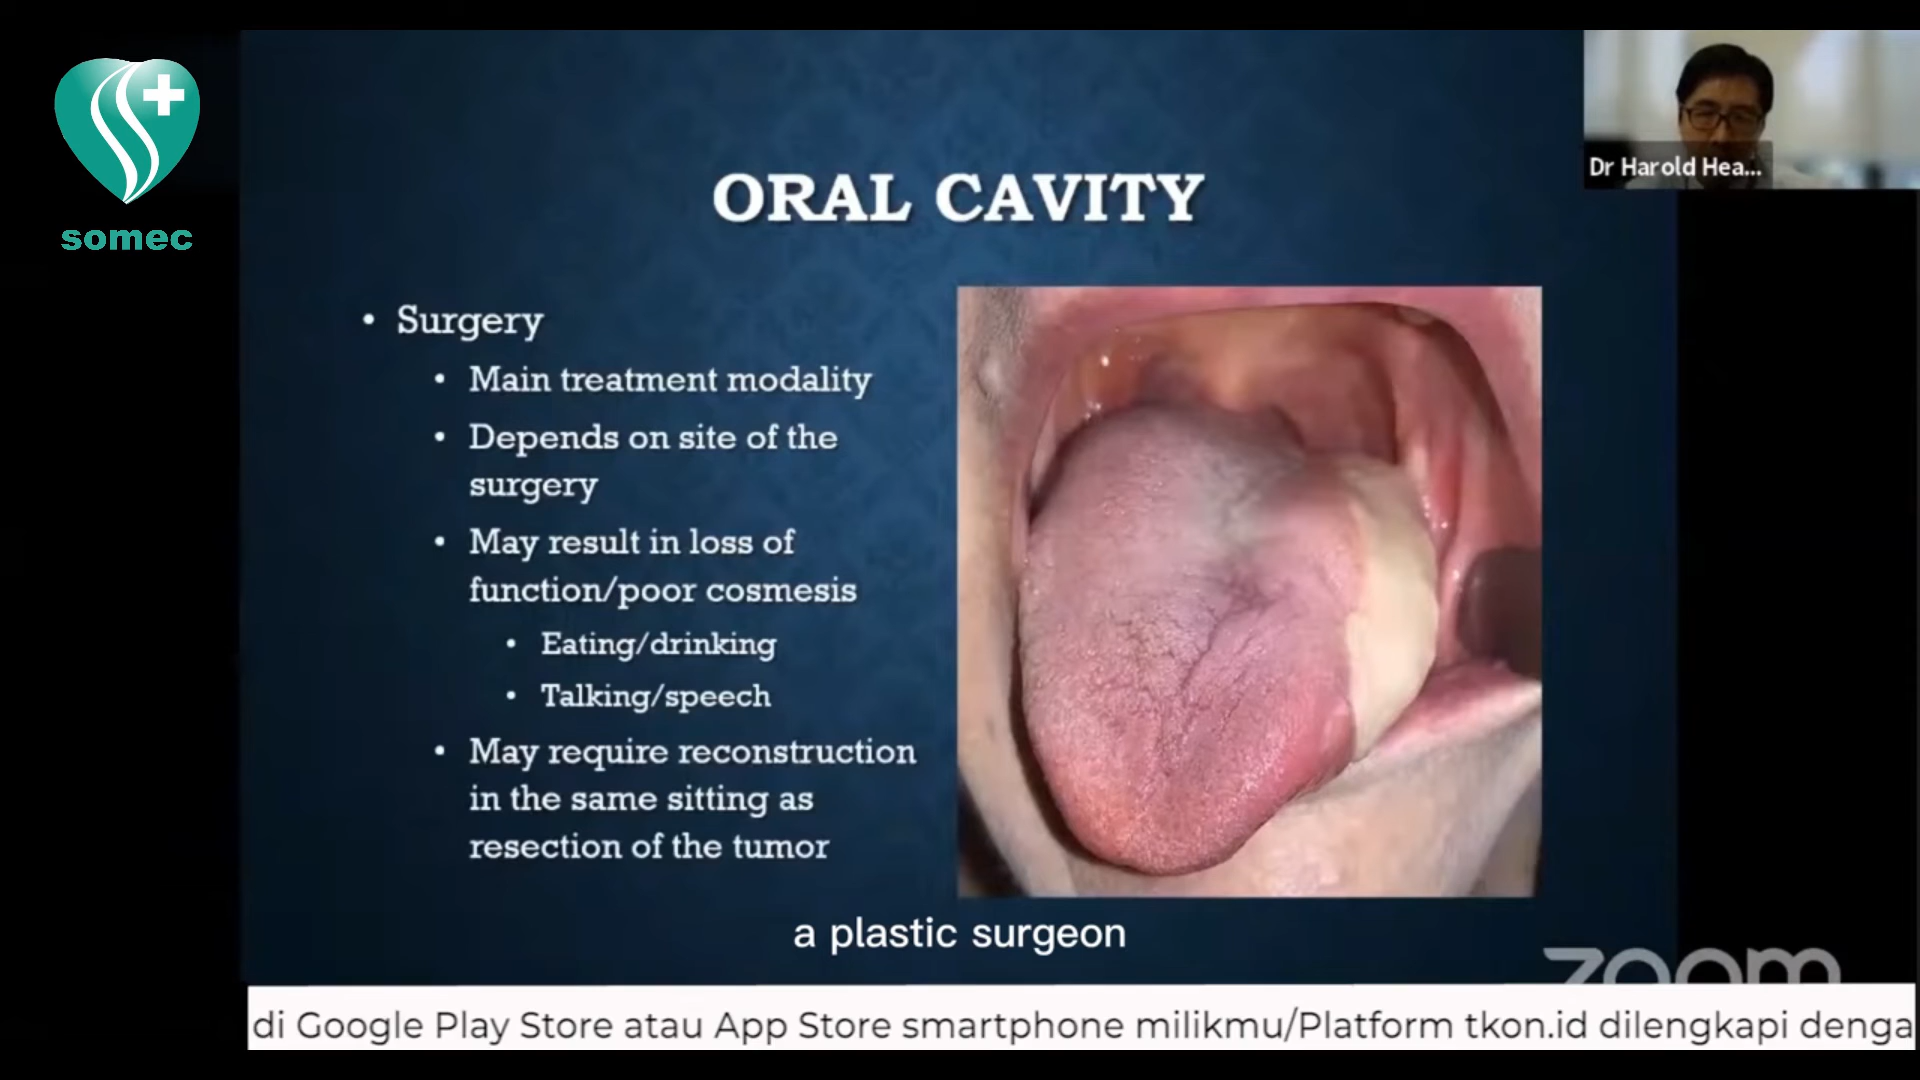 somec
Dr Harold Hea...
ORAL CAVITY
• Surgery
• Main treatment modality
• Depends on site of the
surgery
• May result in loss of
function/poor cosmesis
• Eating/drinking
• Talking/speech
• May require reconstruction
in the same sitting as
resection of the tumor
a plastic surgeon
zoom
di Google Play Store atau App Store smartphone milikmu/Platform tkon.id dilengkapi denga